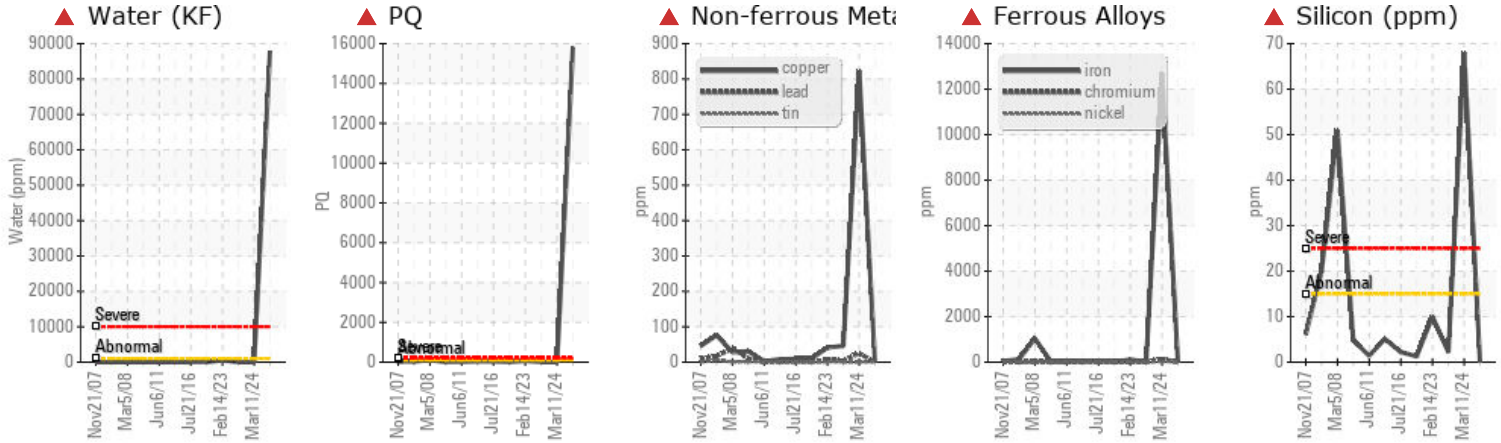 Water (KF)
90000
80000
70000
60000
50000
40000
30000
20000
10000
0
Water (ppm)
Severe
Abnormal
Nov21/07
Mar5/08
Jun6/11
Jul21/16
Feb14/23
Mar11/24
PQ
16000
14000
12000
10000
8000
6000
4000
2000
0
PQ
Severe
Abnormal
Nov21/07
Mar5/08
Jun6/11
Jul21/16
Feb14/23
Mar11/24
Non-ferrous Meta
900
800
700
600
500
400
300
200
100
0
ppm
copper
lead
tin
Nov21/07
Mar5/08
Jun6/11
Jul21/16
Feb14/23
Mar11/24
Ferrous Alloys
14000
12000
10000
8000
6000
4000
2000
0
ppm
iron
chromium
nickel
Nov21/07
Mar5/08
Jun6/11
Jul21/16
Feb14/23
Mar11/24
Silicon (ppm)
70
60
50
40
30
20
10
0
ppm
Severe
Abnormal
Nov21/07
Mar5/08
Jun6/11
Jul21/16
Feb14/23
Mar11/24